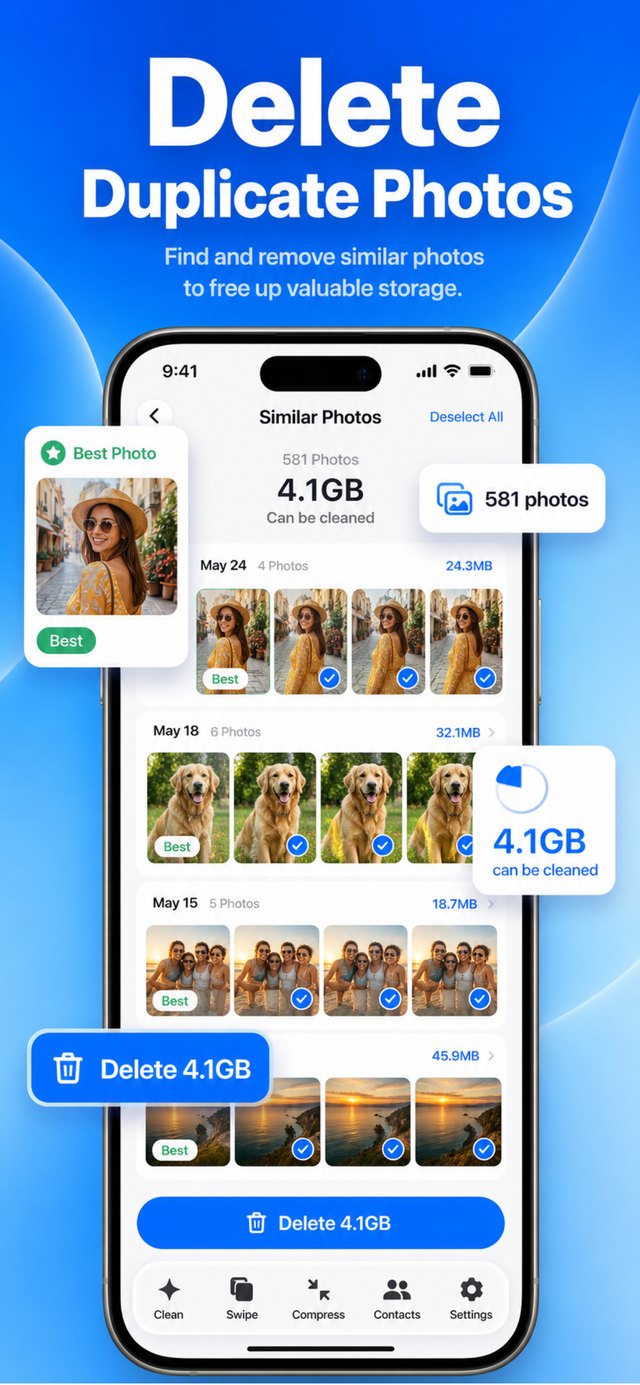 Delete
Duplicate Photos
Find and remove similar photos
to free up valuable storage.
9:41
Similar Photos
Deselect All
Best Photo
Best
581 Photos
4.1GB
Can be cleaned
581 photos
May 24
4 Photos
24.3MB
Best
May 18
6 Photos
32.1MB
Best
4.1GB
can be cleaned
May 15
5 Photos
18.7MB
Best
Delete 4.1GB
45.9MB
Best
Delete 4.1GB
Clean
Swipe
Compress
Contacts
Settings